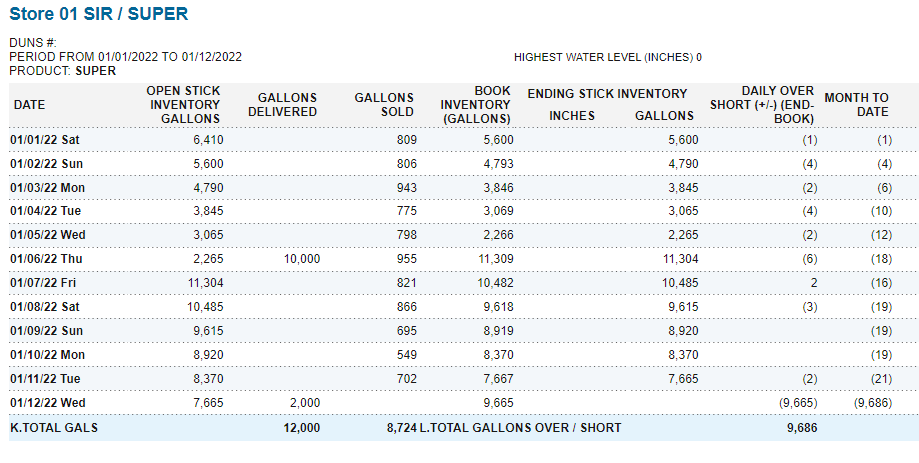 Store 01 SIR / SUPER
DUNS #:
PERIOD FROM 01/01/2022 TO 01/12/2022 HIGHEST WATER LEVEL (INCHES) 0
PRODUCT: SUPER
DATE OPEN STICK INVENTORY GALLONS GALLONS DELIVERED GALLONS SOLD BOOK INVENTORY (GALLONS) ENDING STICK INVENTORY INCHES GALLONS DAILY OVER SHORT (+/-) (END-BOOK) MONTH TO DATE
01/01/22 Sat 6,410 809 5,600 5,600 (1) (1)
01/02/22 Sun 5,600 806 4,793 4,790 (4) (4)
01/03/22 Mon 4,790 943 3,846 3,845 (2) (6)
01/04/22 Tue 3,845 775 3,069 3,065 (4) (10)
01/05/22 Wed 3,065 798 2,266 2,265 (2) (12)
01/06/22 Thu 2,265 10,000 955 11,309 11,304 (6) (18)
01/07/22 Fri 11,304 821 10,482 10,485 2 (16)
01/08/22 Sat 10,485 866 9,618 9,615 (3) (19)
01/09/22 Sun 9,615 695 8,919 8,920 (19)
01/10/22 Mon 8,920 549 8,370 8,370 (19)
01/11/22 Tue 8,370 702 7,667 7,665 (2) (21)
01/12/22 Wed 7,665 2,000 9,665 (9,665) (9,686)
K.TOTAL GALS 12,000 8,724 L.TOTAL GALLONS OVER / SHORT 9,686